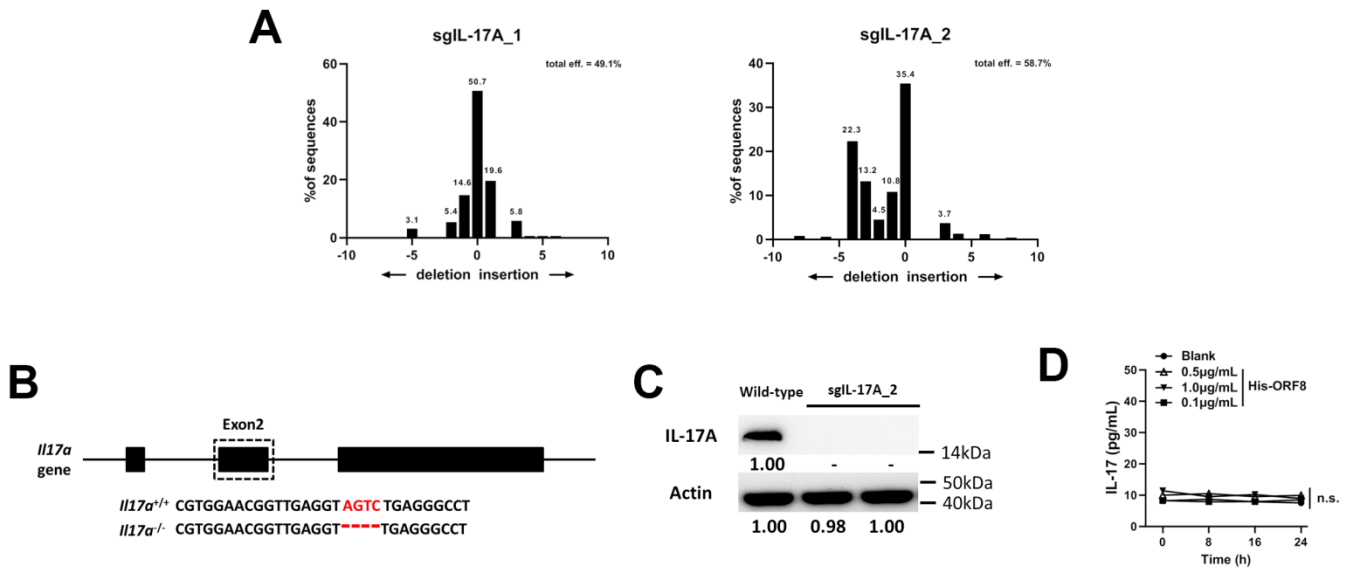 A
sgIL-17A_1
total eff. = 49.1%
%of sequences
60
40
20
0
3.1
5.4
14.6
50.7
19.6
5.8
-10
-5
0
5
10
← deletion insertion →
sgIL-17A_2
total eff. = 58.7%
%of sequences
40
30
20
10
0
22.3
13.2
4.5
10.8
35.4
3.7
-10
-5
0
5
10
← deletion insertion →
B
Exon2
Il17a
gene
Il17a+/+ CGTGGAACGGTTGAGGT AGTC TGAGGGCCT
Il17a-/- CGTGGAACGGTTGAGGT----TGAGGGCCT
C
Wild-type sgIL-17A_2
IL-17A
14kDa
1.00 - -
Actin
50kDa
40kDa
1.00 0.98 1.00
D
Blank
0.5μg/mL
1.0μg/mL
0.1μg/mL
His-ORF8
IL-17 (pg/mL)
50
40
30
20
10
0
n.s.
0 8 16 24
Time (h)